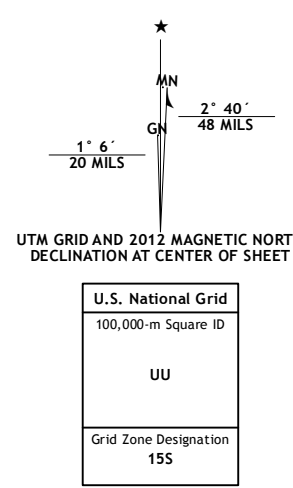 ★
MN
2° 40´
48 MILS
GN
1° 6´
20 MILS
UTM GRID AND 2012 MAGNETIC NORT
DECLINATION AT CENTER OF SHEET
U.S. National Grid
100,000-m Square ID
UU
Grid Zone Designation
15S